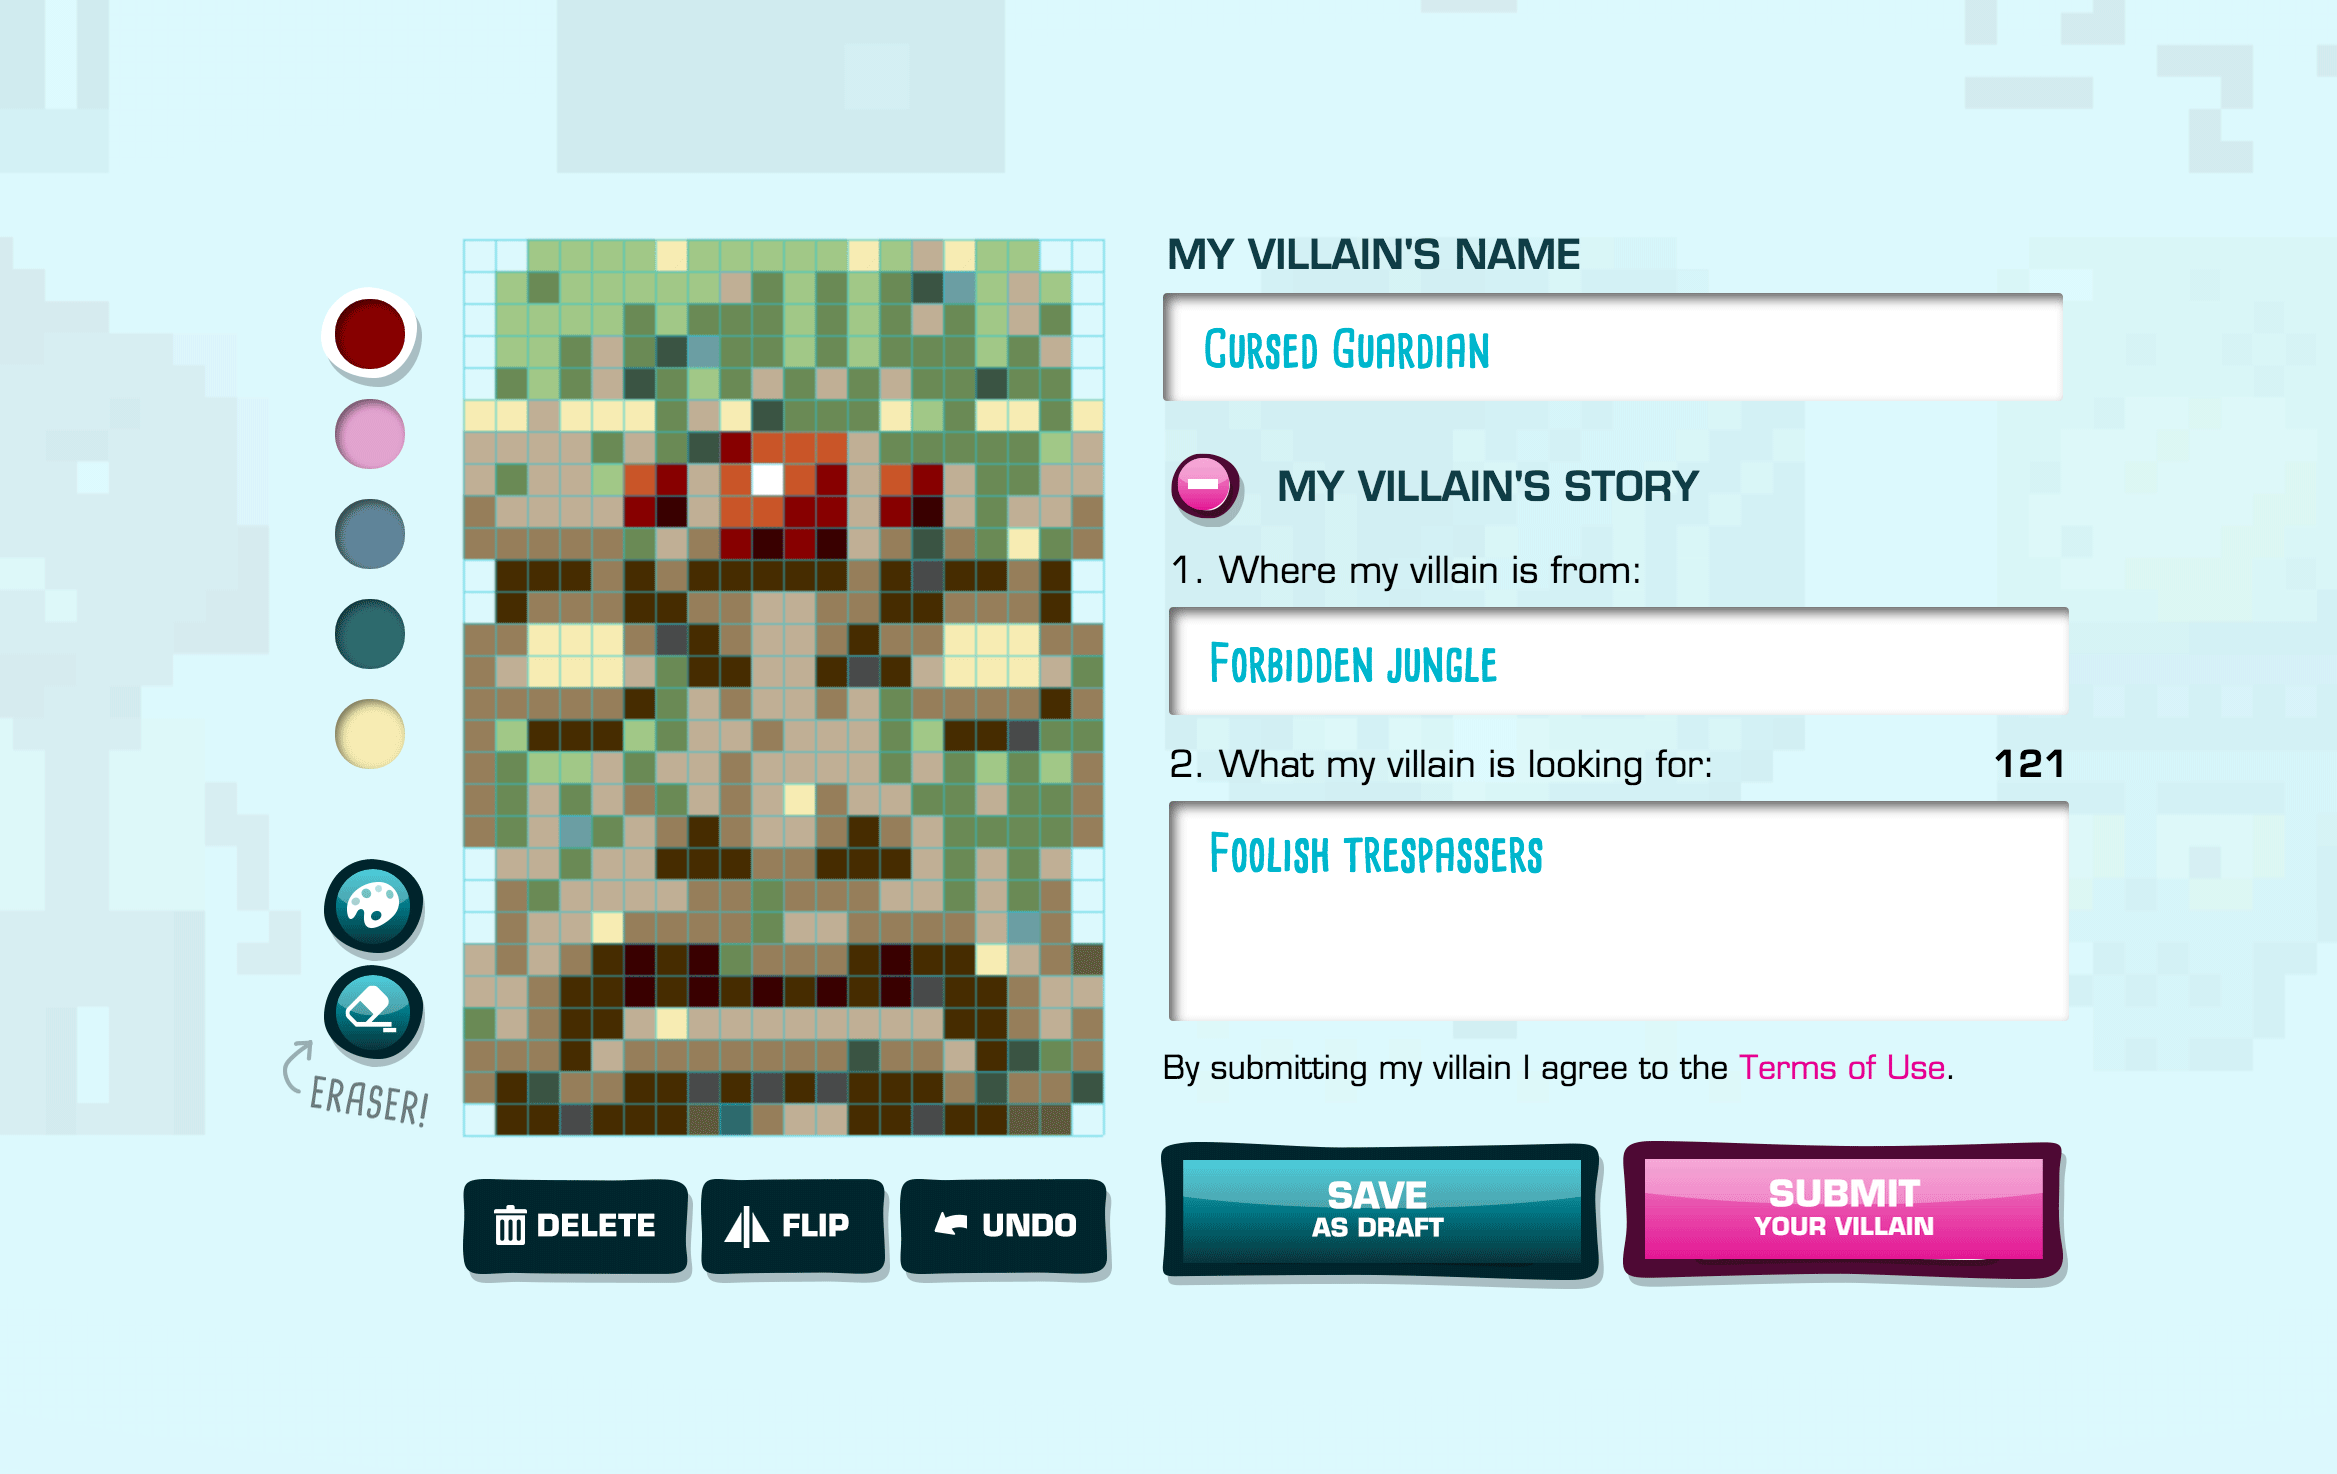 MY VILLAIN'S NAME
CURSED GUARDIAN
MY VILLAIN'S STORY
1. Where my villain is from:
FORBIDDEN JUNGLE
2. What my villain is looking for: 121
FOOLISH TRESPASSERS
By submitting my villain I agree to the Terms of Use.
ERASER!
DELETE
FLIP
UNDO
SAVE
AS DRAFT
SUBMIT
YOUR VILLAIN